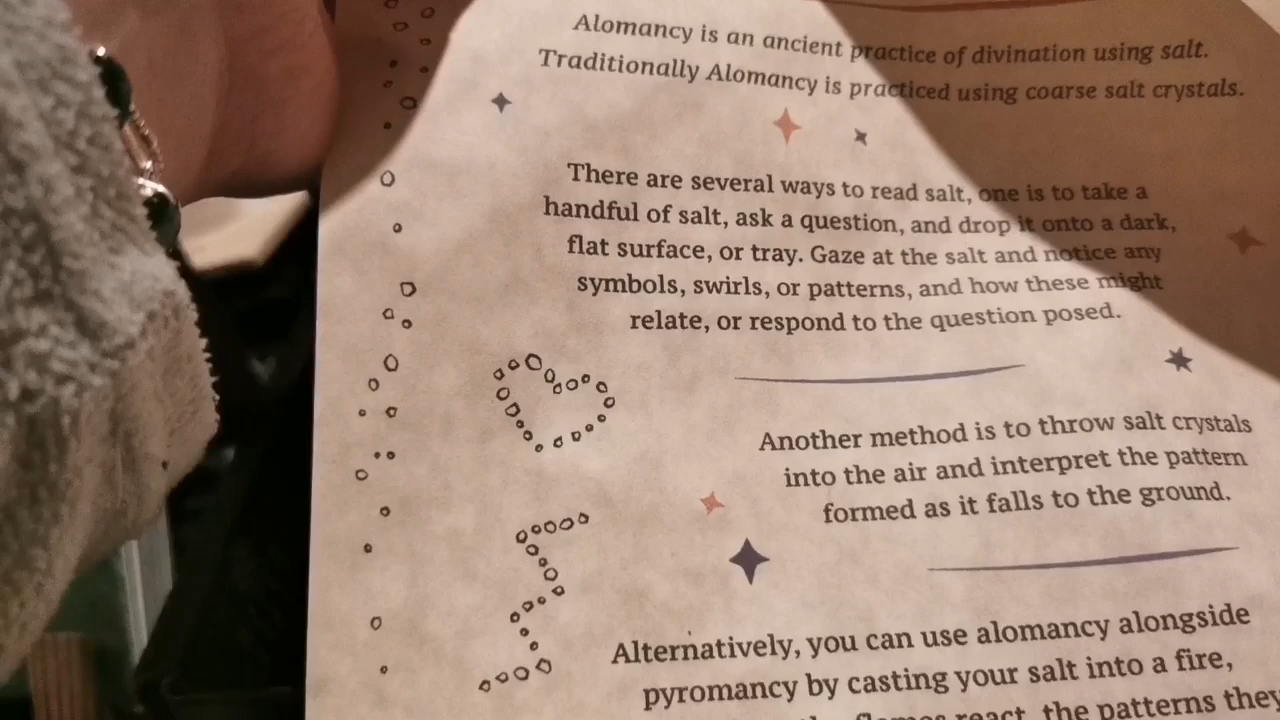 Alomancy is an ancient practice of divination using salt.
Traditionally Alomancy is practiced using coarse salt crystals.
There are several ways to read salt, one is to take a
handful of salt, ask a question, and drop it onto a dark,
flat surface, or tray. Gaze at the salt and notice any
symbols, swirls, or patterns, and how these might
relate, or respond to the question posed.
Another method is to throw salt crystals
into the air and interpret the pattern
formed as it falls to the ground.
Alternatively, you can use alomancy alongside
pyromancy by casting your salt into a fire,
react, the patterns they